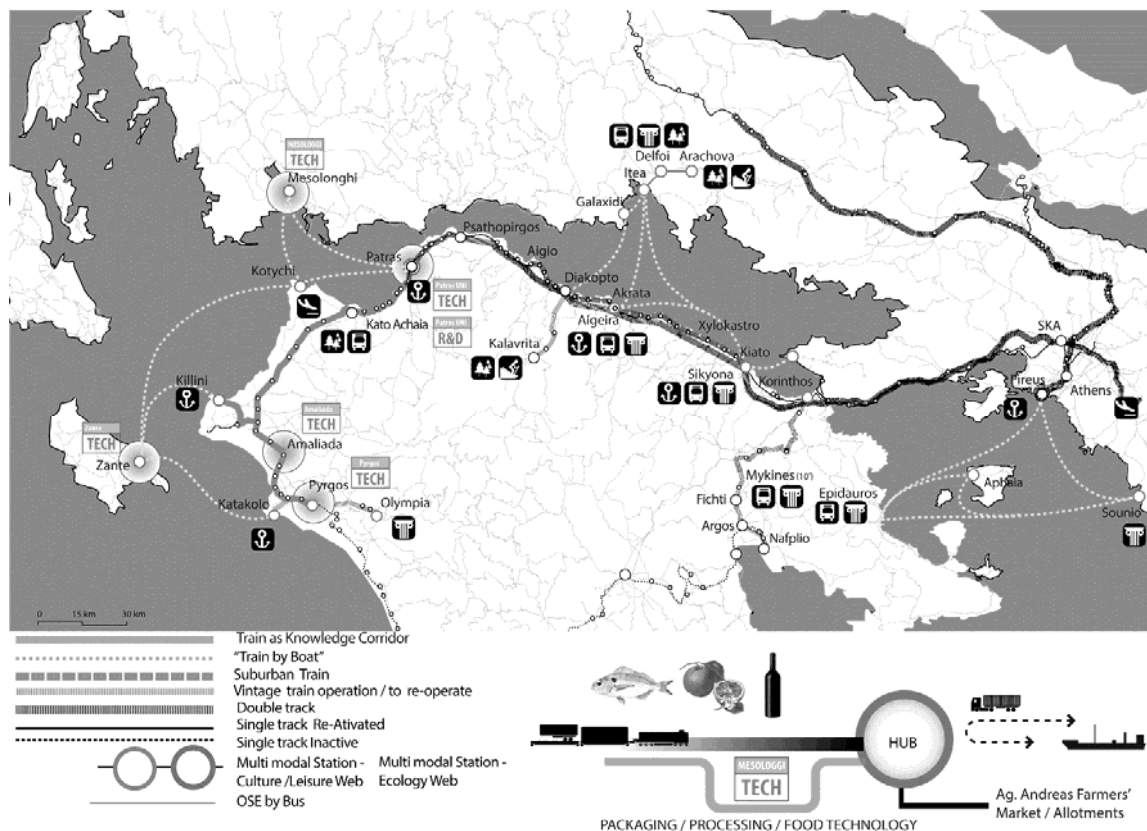 MESOLOGGI
TECH
Mesolonghi
Delfoi
Arachova
Itea
Galaxidi
Psathopirgos
Patras
Aigio
Kotychi
Diakopto
Patras UNI
TECH
Akrata
Kato Achaia
Patras UNI
R&D
Aigeira
Xylokastro
SKA
Kalavrita
Kiato
Killini
Sikyona
Korinthos
Pireus
Athens
Amaliada
TECH
Zante
TECH
Amaliada
Zante
Pyrgos
TECH
Mykines (10')
Aphaia
Pyrgos
Olympia
Epidauros
Katakolo
Fichti
Sounio
Argos
Nafplio
0 15 km 30 km
Train as Knowledge Corridor
"Train by Boat"
Suburban Train
Vintage train operation / to re-operate
Double track
Single track Re-Ativated
Single track Inactive
Multi modal Station -
Culture /Leisure Web
Multi modal Station -
Ecology Web
OSE by Bus
HUB
MESOLOGGI
TECH
Ag. Andreas Farmers'
Market / Allotments
PACKAGING / PROCESSING / FOOD TECHNOLOGY